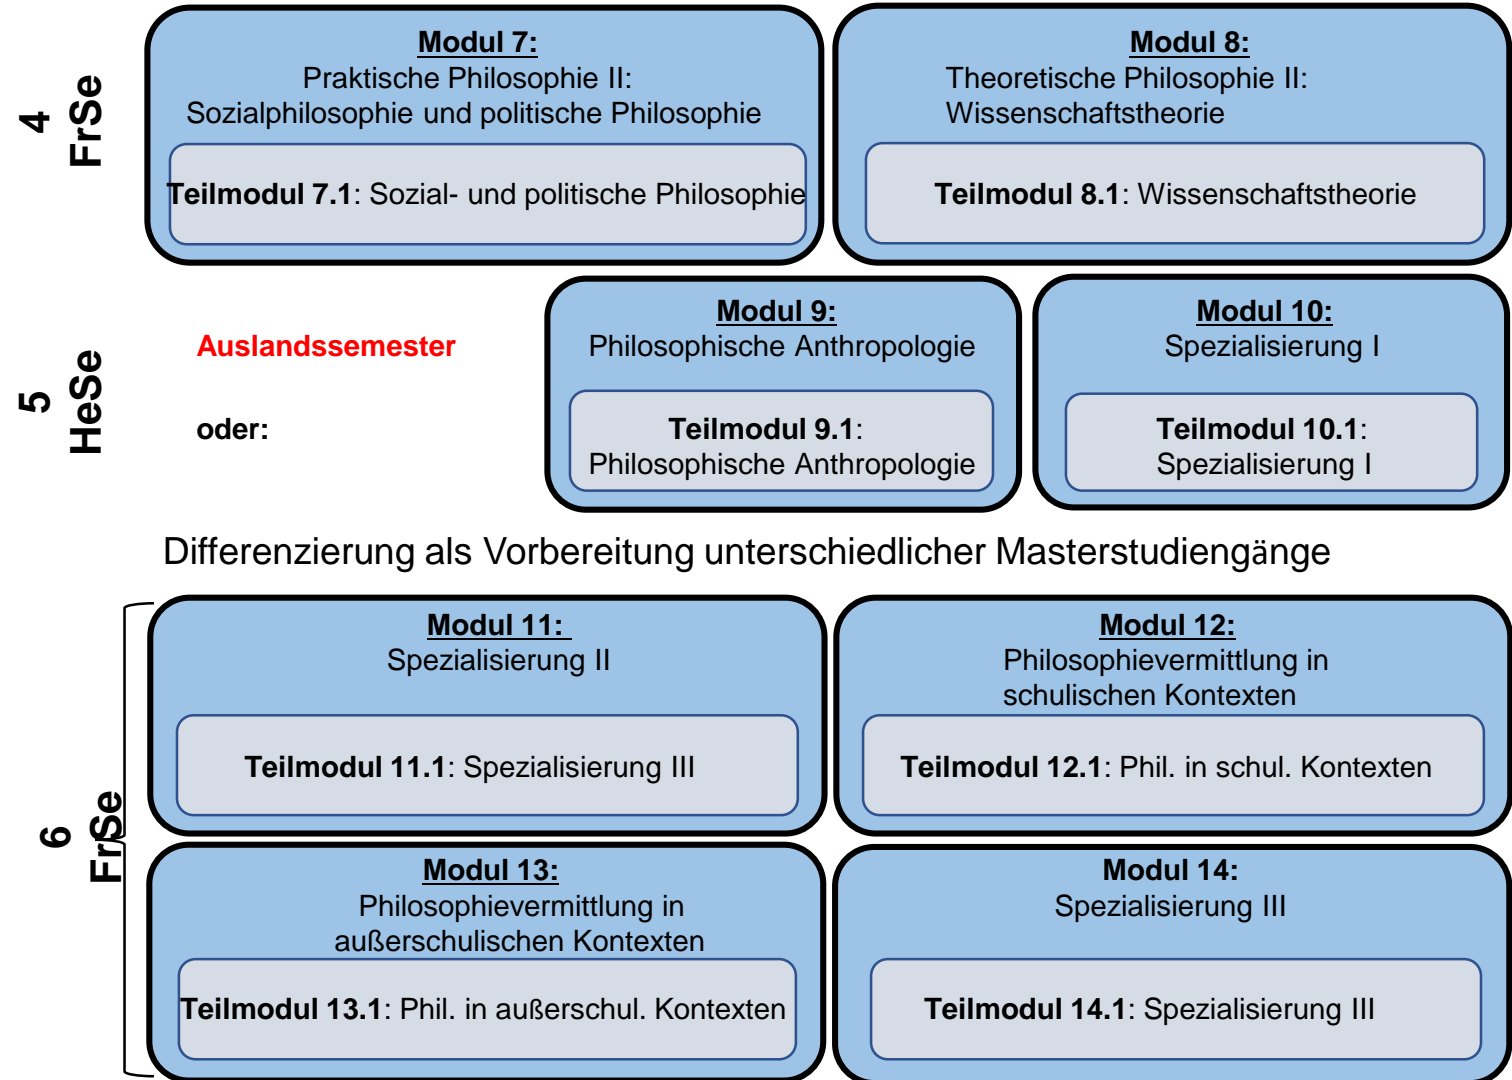 4
FrSe
Modul 7:
Praktische Philosophie II:
Sozialphilosophie und politische Philosophie
Teilmodul 7.1: Sozial- und politische Philosophie
Modul 8:
Theoretische Philosophie II:
Wissenschaftstheorie
Teilmodul 8.1: Wissenschaftstheorie
5
HeSe
Auslandssemester
oder:
Modul 9:
Philosophische Anthropologie
Teilmodul 9.1:
Philosophische Anthropologie
Modul 10:
Spezialisierung I
Teilmodul 10.1:
Spezialisierung I
Differenzierung als Vorbereitung unterschiedlicher Masterstudiengänge
6
FrSe
Modul 11:
Spezialisierung II
Teilmodul 11.1: Spezialisierung III
Modul 12:
Philosophievermittlung in
schulischen Kontexten
Teilmodul 12.1: Phil. in schul. Kontexten
Modul 13:
Philosophievermittlung in
außerschulischen Kontexten
Teilmodul 13.1: Phil. in außerschul. Kontexten
Modul 14:
Spezialisierung III
Teilmodul 14.1: Spezialisierung III